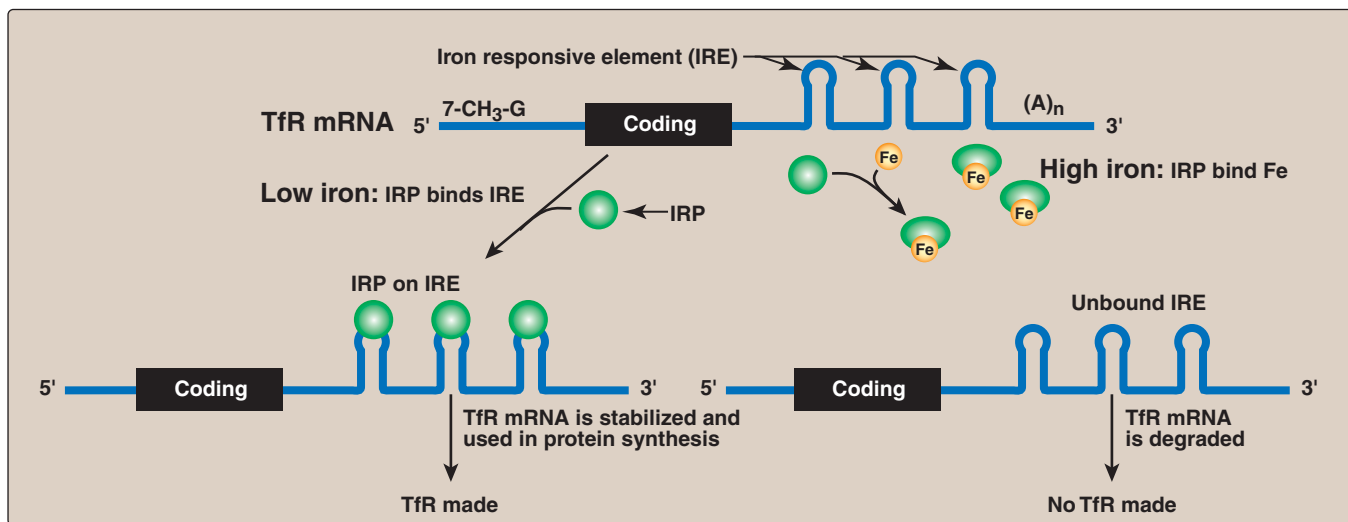 Iron responsive element (IRE)
TfR mRNA 5' 7-CH3-G Coding (A)n 3'
Fe
Fe
High iron: IRP bind Fe
Low iron: IRP binds IRE
Fe
IRP
Fe
IRP on IRE
Unbound IRE
5' Coding 3'
5' Coding 3'
TfR mRNA is stabilized and
used in protein synthesis
TfR mRNA
is degraded
TfR made
No TfR made